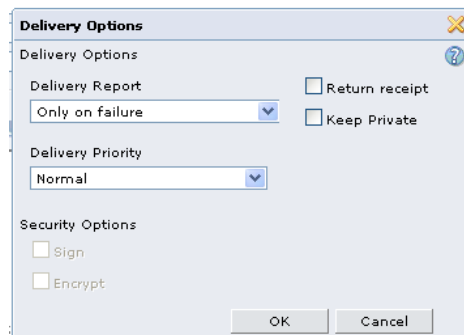 Delivery Options
Delivery Options
Delivery Report
Only on failure
Return receipt
Keep Private
Delivery Priority
Normal
Security Options
Sign
Encrypt
OK
Cancel